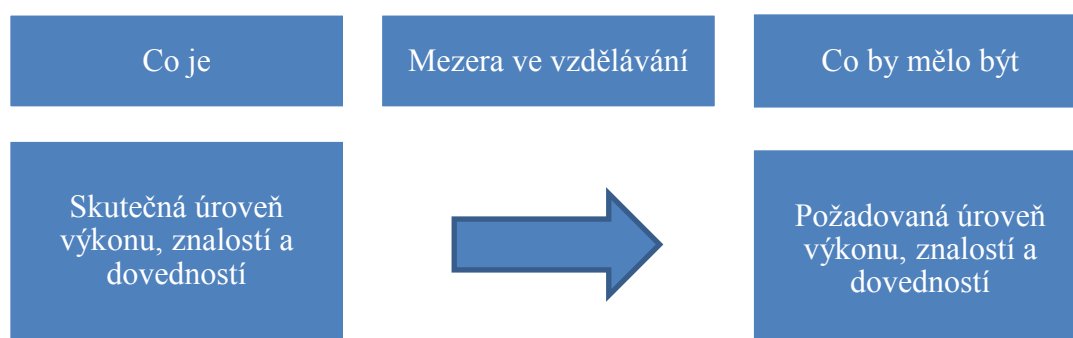 Co je
Mezera ve vzdělávání
Co by mělo být
Skutečná úroveň
výkonu, znalostí a
dovedností
Požadovaná úroveň
výkonu, znalostí a
dovedností